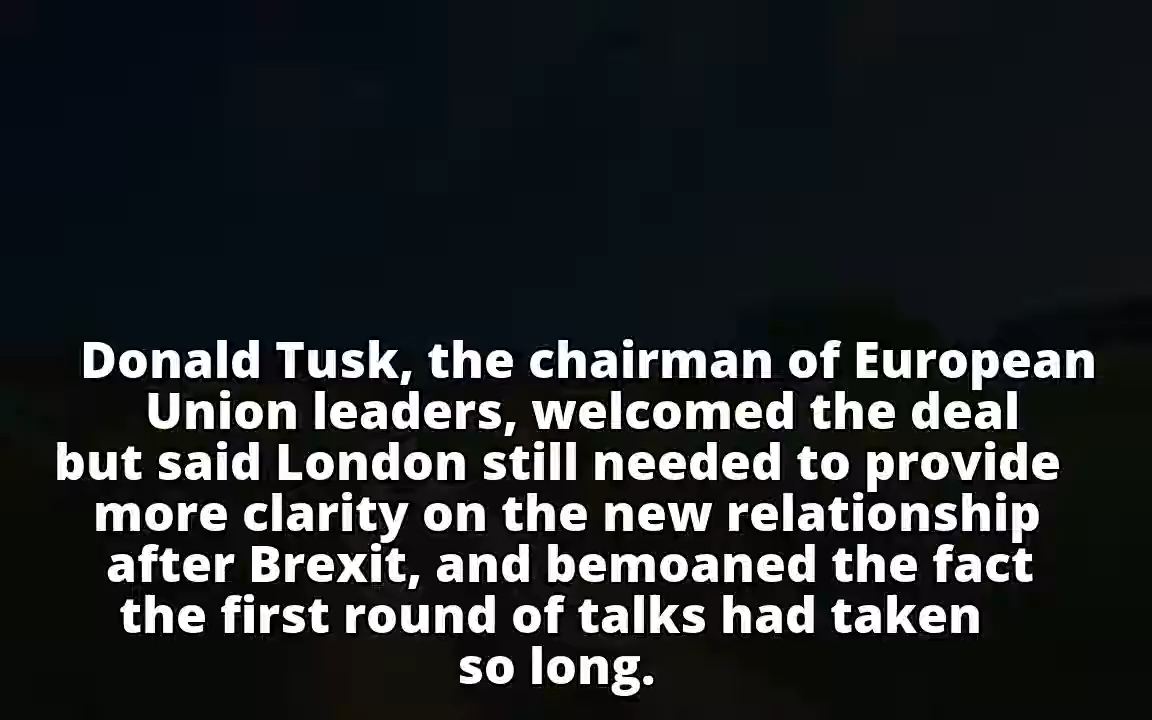 Donald Tusk, the chairman of European
Union leaders, welcomed the deal
but said London still needed to provide
more clarity on the new relationship
after Brexit, and bemoaned the fact
the first round of talks had taken
so long.